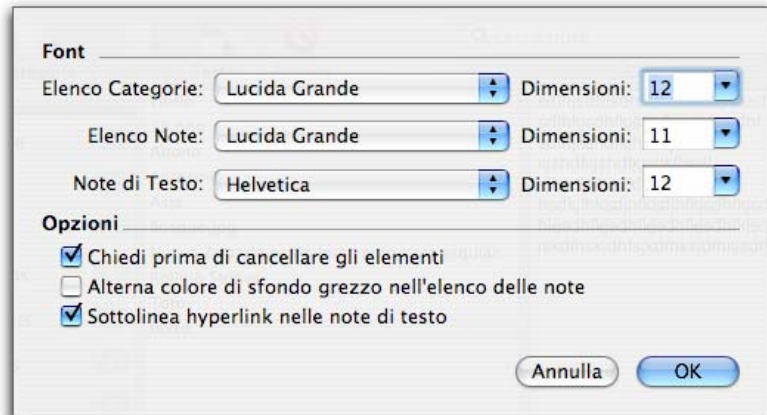 Font
Elenco Categorie: Lucida Grande Dimensioni: 12
Elenco Note: Lucida Grande Dimensioni: 11
Note di Testo: Helvetica Dimensioni: 12
Opzioni
Chiedi prima di cancellare gli elementi
Alterna colore di sfondo grezzo nell'elenco delle note
Sottolinea hyperlink nelle note di testo
Annulla OK